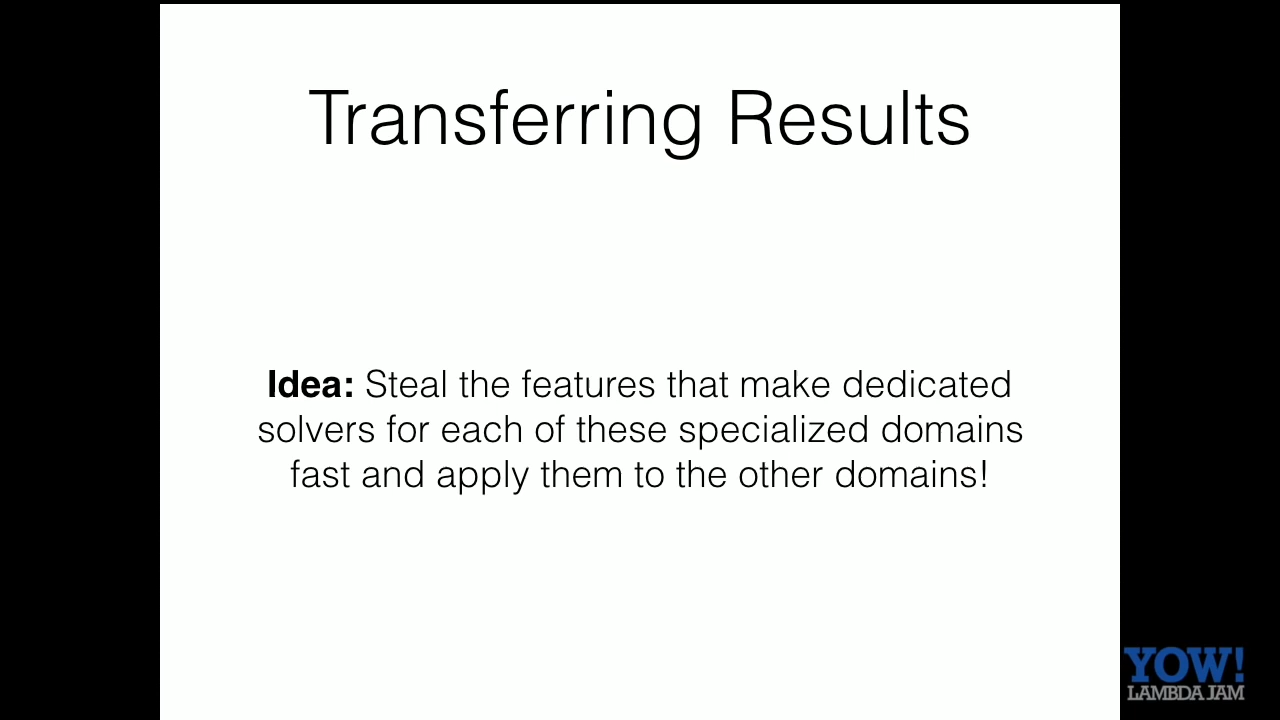 Transferring Results
Idea: Steal the features that make dedicated
solvers for each of these specialized domains
fast and apply them to the other domains!
YOW!
LAMBDA JAM